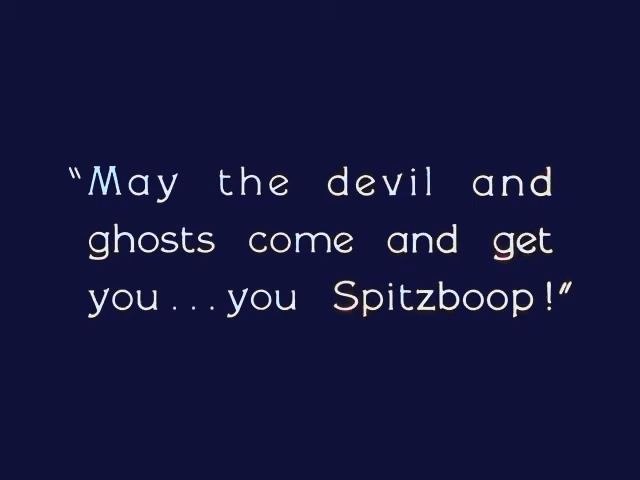 “May the devil and
ghosts come and get
you...you Spitzboop!”